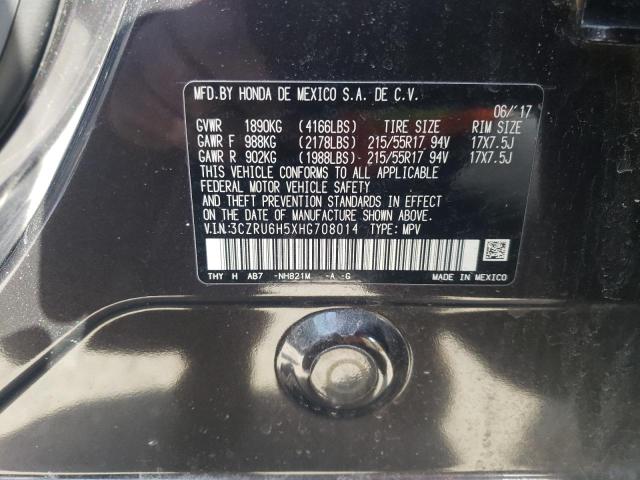 MFD.BY HONDA DE MEXICO S.A. DE C.V.
06/'17
GVWR 1890KG (4166LBS) TIRE SIZE RIM SIZE
GAWR F 988KG (2178LBS) 215/55R17 94V 17X7.5J
GAWR R 902KG (1988LBS) 215/55R17 94V 17X7.5J
THIS VEHICLE CONFORMS TO ALL APPLICABLE
FEDERAL MOTOR VEHICLE SAFETY
AND THEFT PREVENTION STANDARDS IN EFFECT
ON THE DATE OF MANUFACTURE SHOWN ABOVE.
V.I.N:3CZRU6H5XHG708014 TYPE: MPV
THY H AB7 -NH821M -A -G MADE IN MEXICO